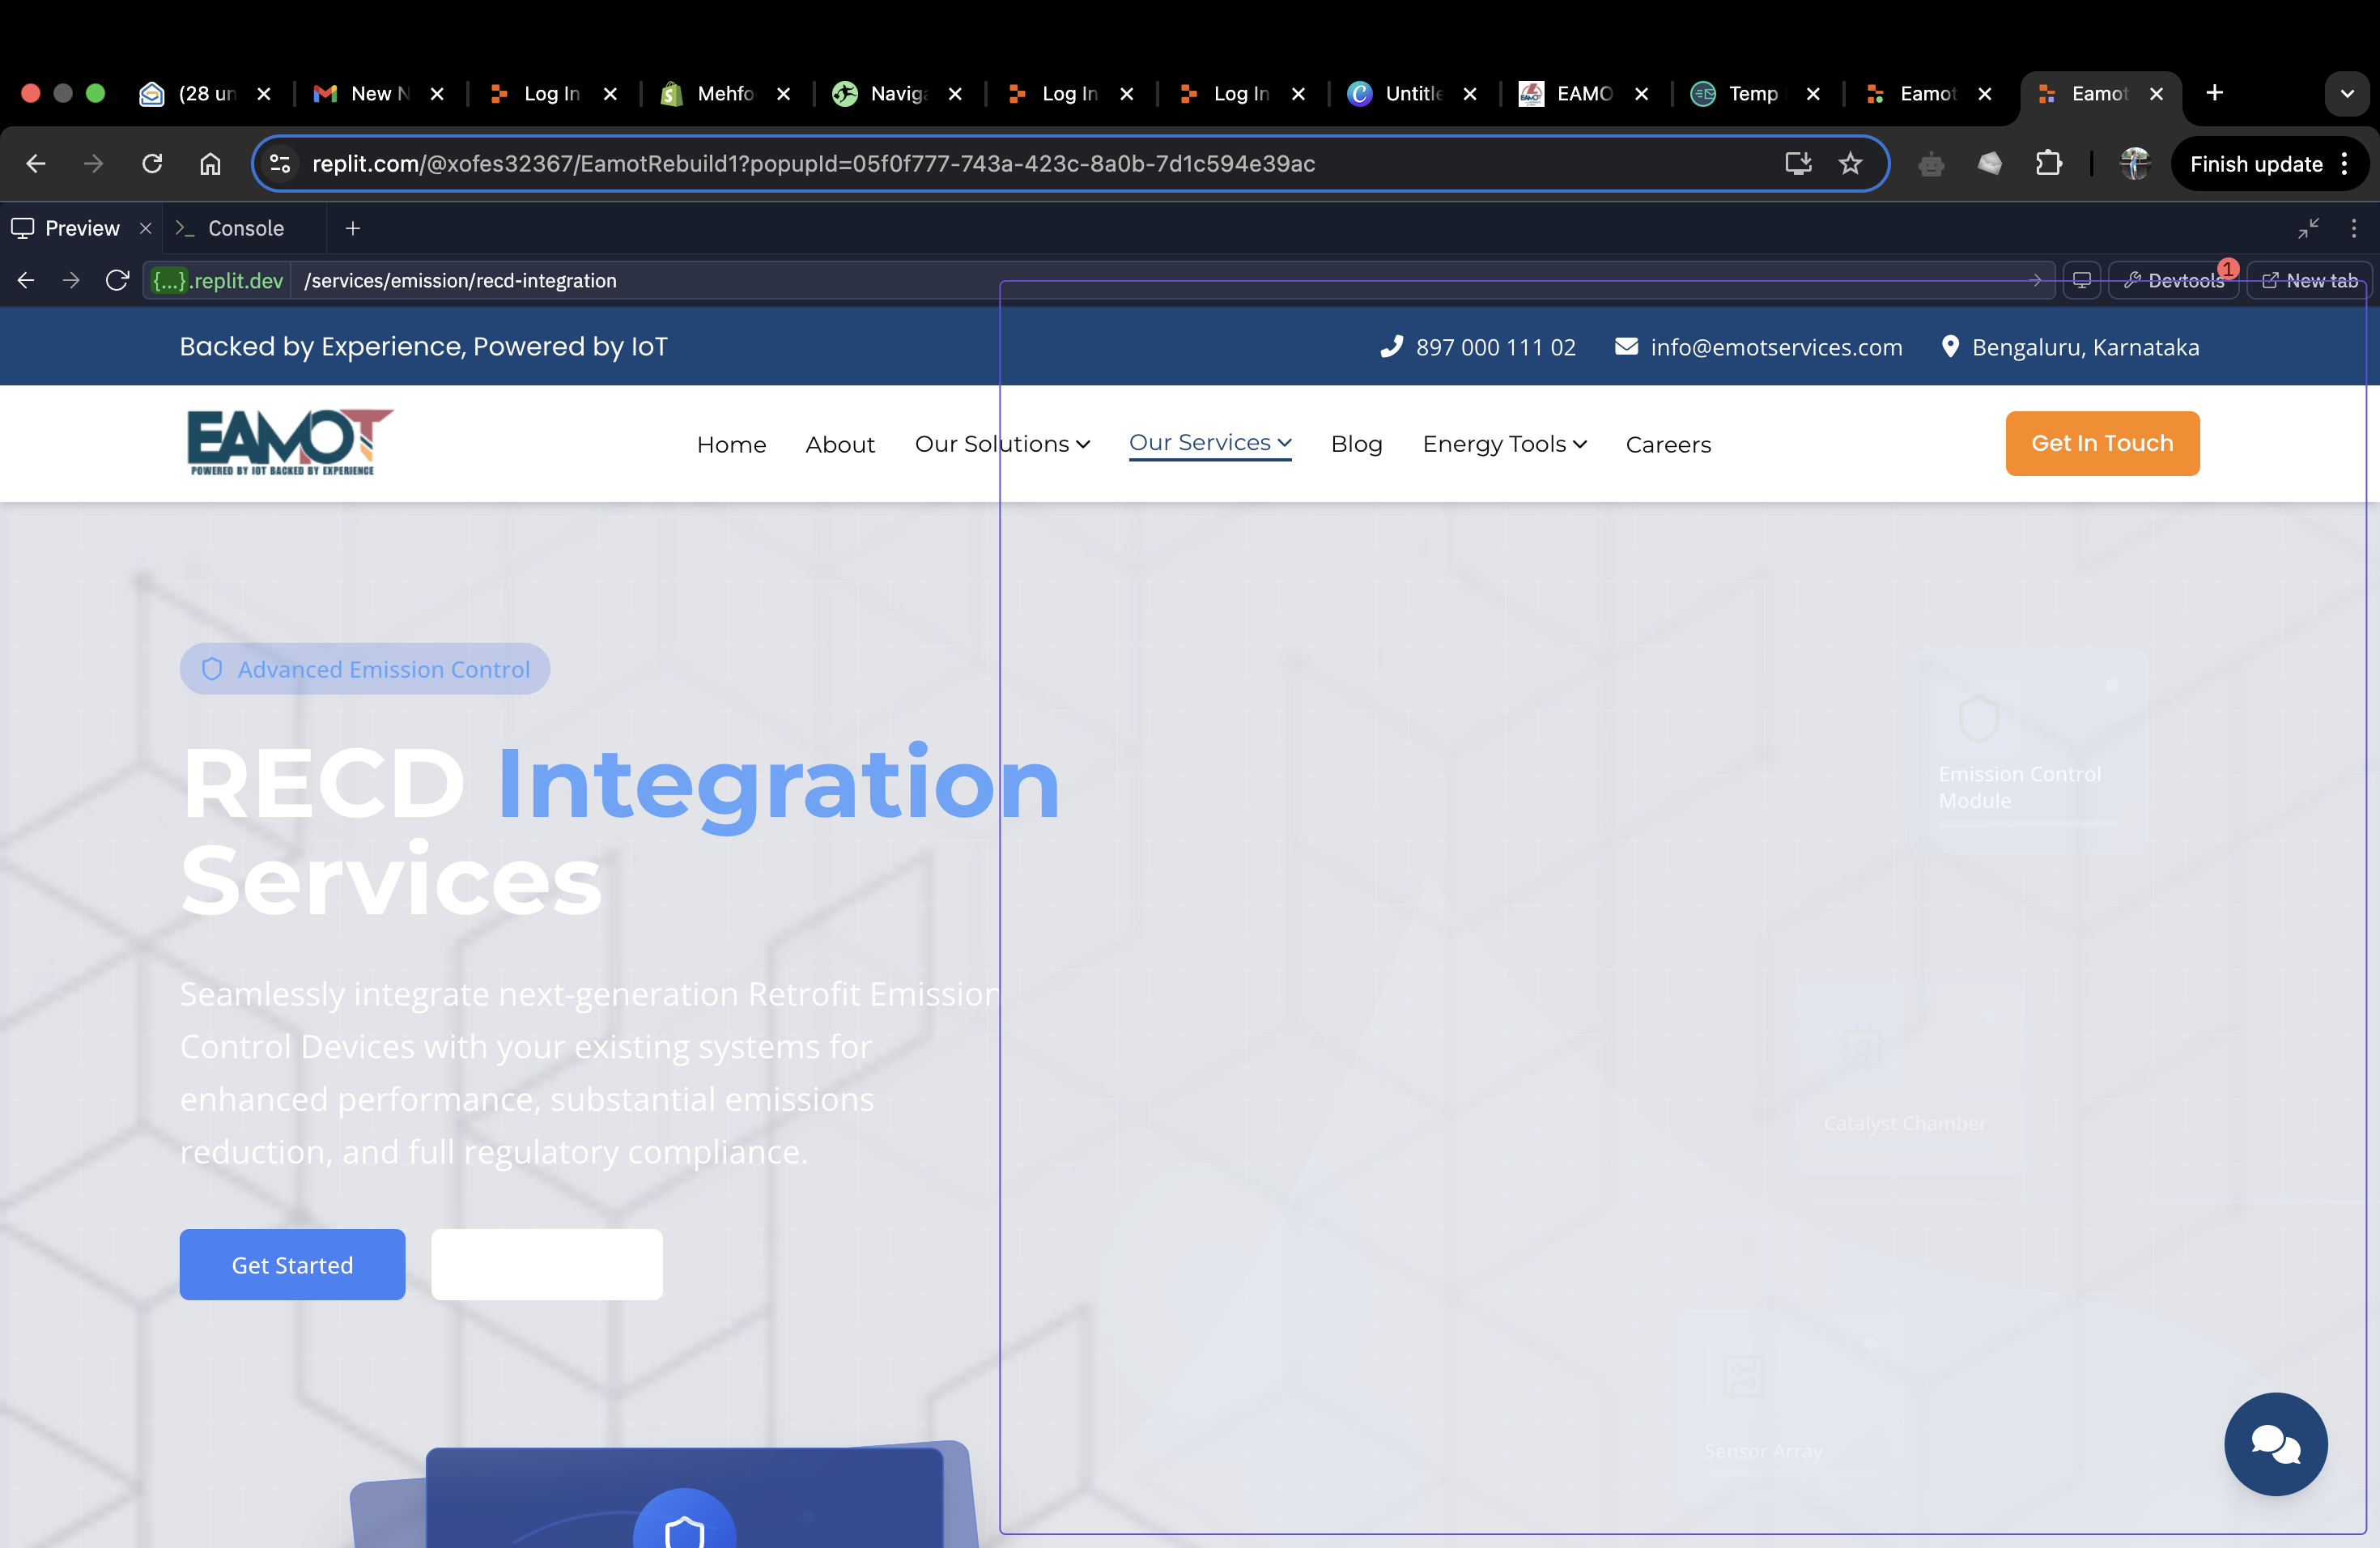 (28 un
New N
Log In
Mehfo
Naviga
Log In
Log In
Untitle
EAMO
Temp
Eamot
Eamot
replit.com/@xofes32367/EamotRebuild1?popupId=05f0f777-743a-423c-8a0b-7d1c594e39ac
Finish update
Preview
Console
{...}.replit.dev
/services/emission/recd-integration
Devtools
1
New tab
Backed by Experience, Powered by IoT
897 000 111 02
info@emotservices.com
Bengaluru, Karnataka
EAMOT
POWERED BY IOT BACKED BY EXPERIENCE
Home
About
Our Solutions
Our Services
Blog
Energy Tools
Careers
Get In Touch
Advanced Emission Control
RECD Integration
Services
Seamlessly integrate next-generation Retrofit Emission
Control Devices with your existing systems for
enhanced performance, substantial emissions
reduction, and full regulatory compliance.
Get Started
Emission Control
Module
Catalyst Chamber
Sensor Array